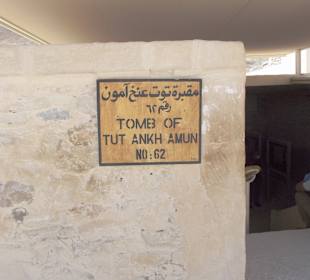 مقبرة توت عنخ آمون
رقم ٦٢
TOMB OF
TUT ANKH AMUN
NO: 62